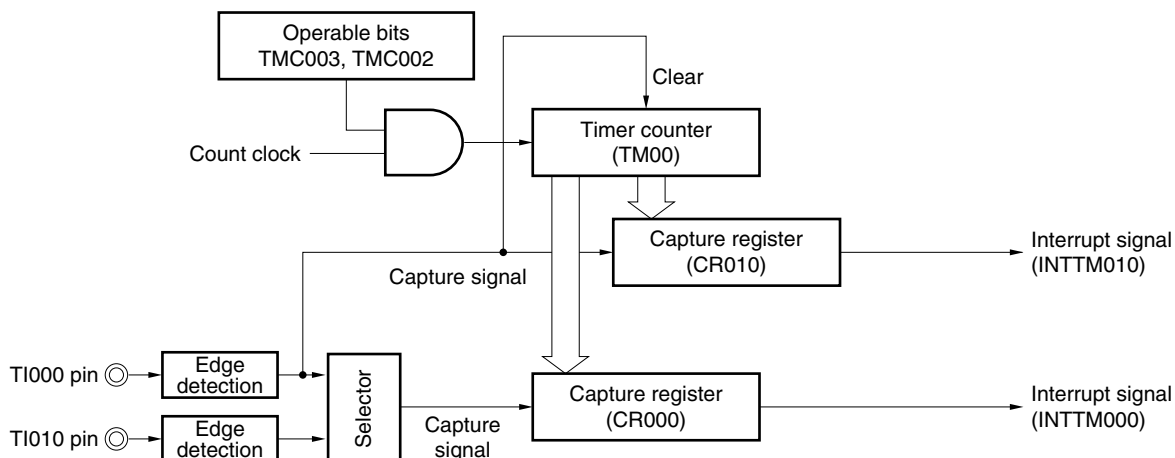 Operable bits
TMC003, TMC002
Clear
Timer counter
(TM00)
Count clock
Capture register
(CR010)
Interrupt signal
(INTTM010)
Capture signal
TI000 pin
Edge
detection
Selector
Capture register
(CR000)
Interrupt signal
(INTTM000)
TI010 pin
Edge
detection
Capture
signal